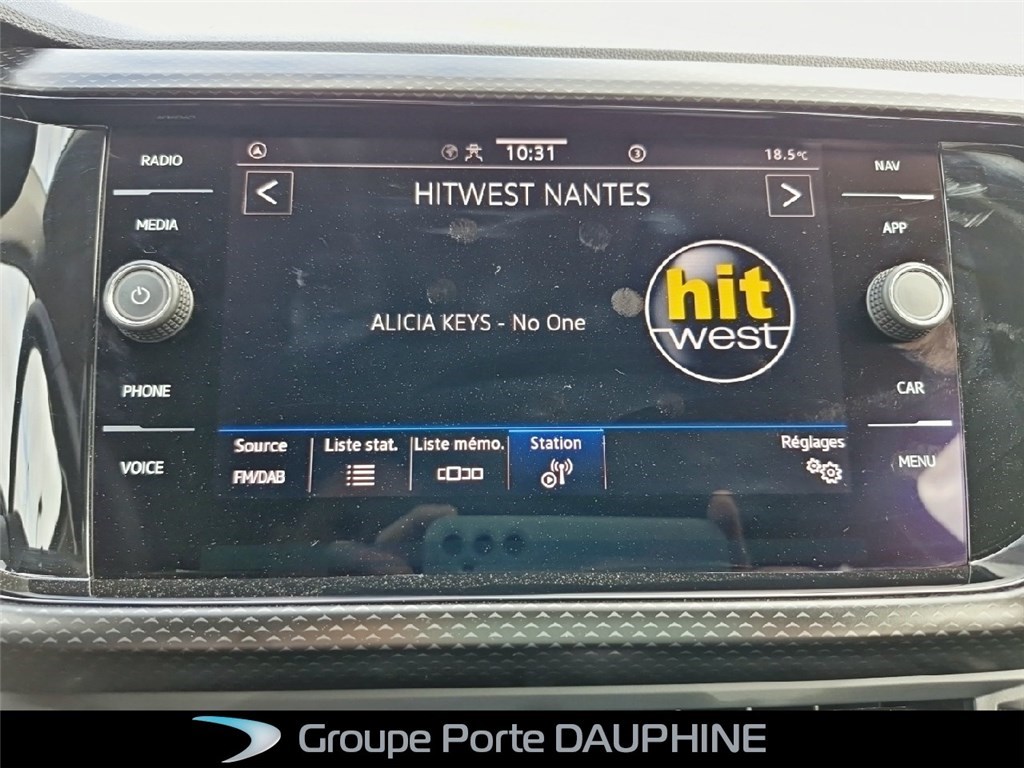 RADIO
MEDIA
PHONE
VOICE
10:31
3
18.5°C
<
HITWEST NANTES
>
ALICIA KEYS - No One
hit
west
Source
FM/DAB
Liste stat.
Liste mémo.
Station
Réglages
NAV
APP
CAR
MENU
Groupe Porte DAUPHINE